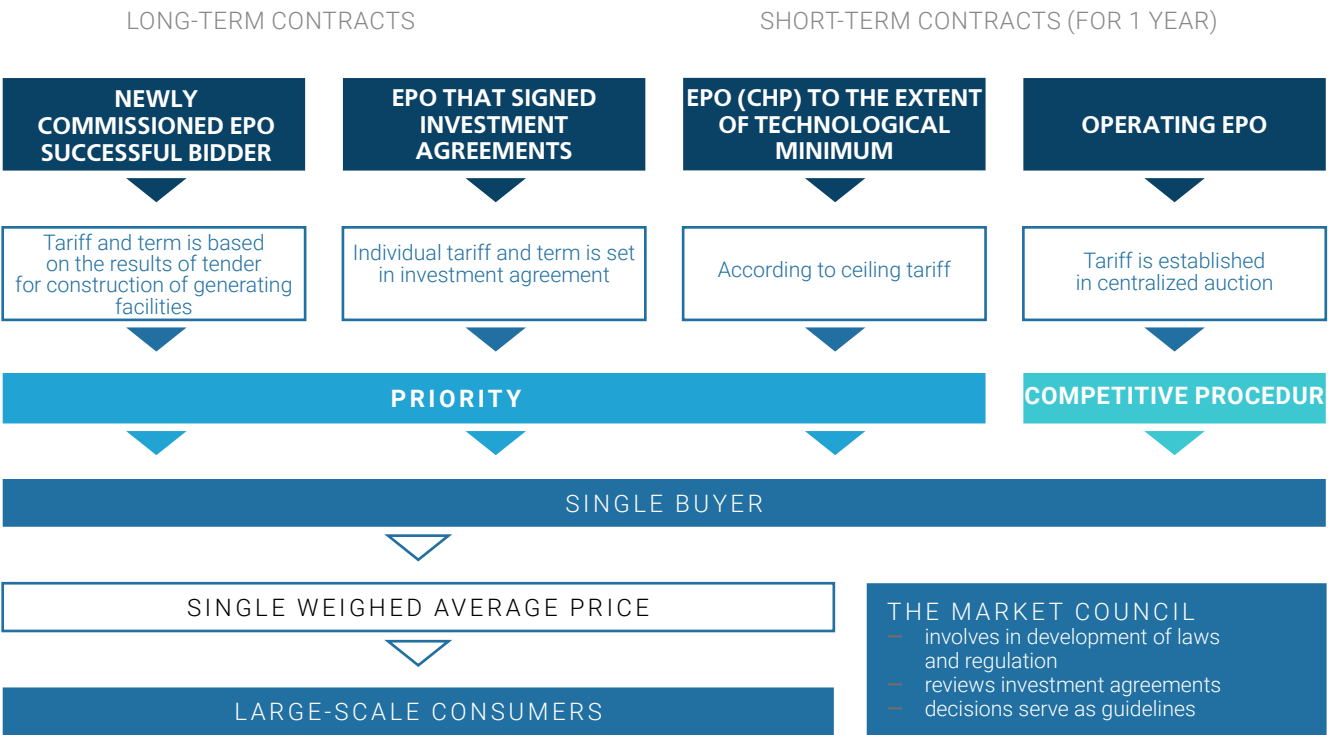 LONG-TERM CONTRACTS
SHORT-TERM CONTRACTS (FOR 1 YEAR)
NEWLY
COMMISSIONED EPO
SUCCESSFUL BIDDER
EPO THAT SIGNED
INVESTMENT
AGREEMENTS
EPO (CHP) TO THE EXTENT
OF TECHNOLOGICAL
MINIMUM
OPERATING EPO
Tariff and term is based
on the results of tender
for construction of generating
facilities
Individual tariff and term is set
in investment agreement
According to ceiling tariff
Tariff is established
in centralized auction
PRIORITY
COMPETITIVE PROCEDUR
SINGLE BUYER
SINGLE WEIGHED AVERAGE PRICE
LARGE-SCALE CONSUMERS
THE MARKET COUNCIL
— involves in development of laws
and regulation
— reviews investment agreements
— decisions serve as guidelines